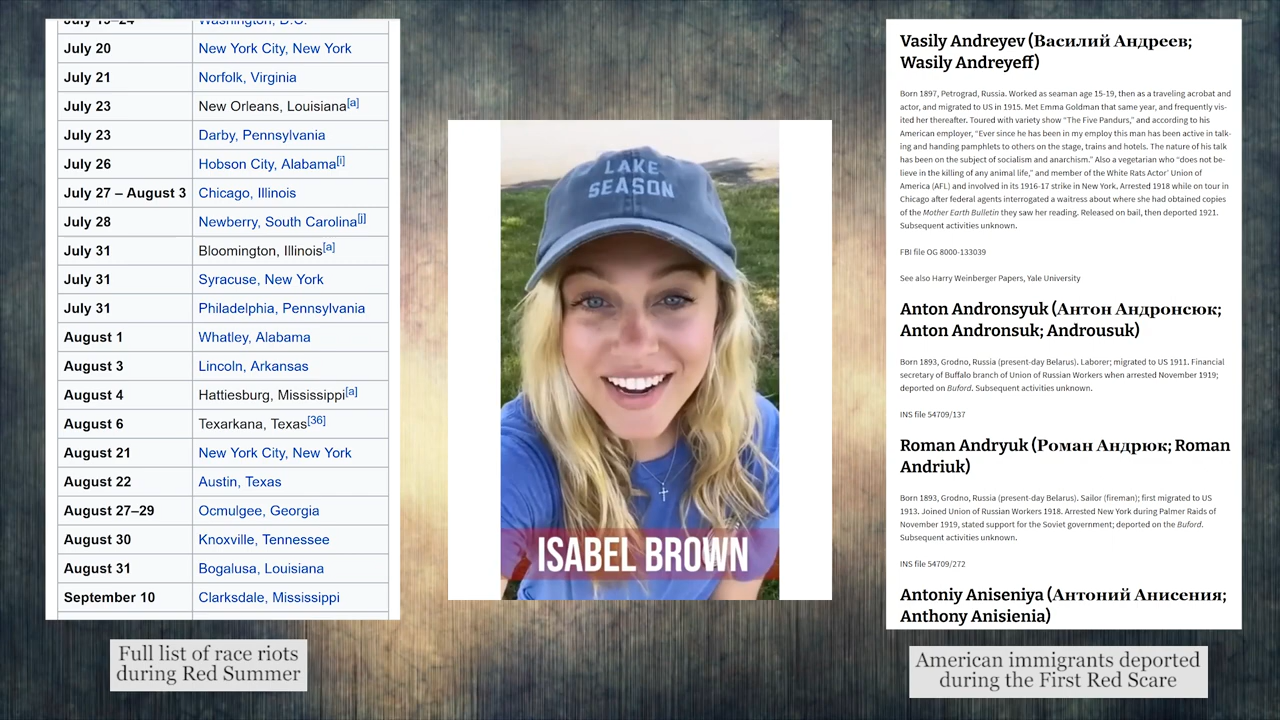 July 19–24 Washington, D.C.
July 20 New York City, New York
July 21 Norfolk, Virginia
July 23 New Orleans, Louisiana[a]
July 23 Darby, Pennsylvania
July 26 Hobson City, Alabama[i]
July 27 – August 3 Chicago, Illinois
July 28 Newberry, South Carolina[j]
July 31 Bloomington, Illinois[a]
July 31 Syracuse, New York
July 31 Philadelphia, Pennsylvania
August 1 Whatley, Alabama
August 3 Lincoln, Arkansas
August 4 Hattiesburg, Mississippi[a]
August 6 Texarkana, Texas[36]
August 21 New York City, New York
August 22 Austin, Texas
August 27–29 Ocmulgee, Georgia
August 30 Knoxville, Tennessee
August 31 Bogalusa, Louisiana
September 10 Clarksdale, Mississippi
Full list of race riots
during Red Summer
LAKE
SEASON
ISABEL BROWN
Vasily Andreyev (Василий Андреев;
Wasily Andreyeff)
Born 1897, Petrograd, Russia. Worked as seaman age 15-19, then as a traveling acrobat and
actor, and migrated to US in 1915. Met Emma Goldman that same year, and frequently vis-
ited her thereafter. Toured with variety show “The Five Pandurs,” and according to his
American employer, “Ever since he has been in my employ this man has been active in talk-
ing and handing pamphlets to others on the stage, trains and hotels. The nature of his talk
has been on the subject of socialism and anarchism.” Also a vegetarian who “does not be-
lieve in the killing of any animal life,” and member of the White Rats Actor’ Union of
America (AFL) and involved in its 1916-17 strike in New York. Arrested 1918 while on tour in
Chicago after federal agents interrogated a waitress about where she had obtained copies
of the Mother Earth Bulletin they saw her reading. Released on bail, then deported 1921.
Subsequent activities unknown.
FBI file OG 8000-133039
See also Harry Weinberger Papers, Yale University
Anton Andronsyuk (Антон Андронсюк;
Anton Andronsuk; Androusuk)
Born 1893, Grodno, Russia (present-day Belarus). Laborer; migrated to US 1911. Financial
secretary of Buffalo branch of Union of Russian Workers when arrested November 1919;
deported on Buford. Subsequent activities unknown.
INS file 54709/137
Roman Andryuk (Роман Андрюк; Roman
Andriuk)
Born 1893, Grodno, Russia (present-day Belarus). Sailor (fireman); first migrated to US
1913. Joined Union of Russian Workers 1918. Arrested New York during Palmer Raids of
November 1919, stated support for the Soviet government; deported on the Buford.
Subsequent activities unknown.
INS file 54709/272
Antoniy Aniseniya (Антоний Анисения;
Anthony Anisienia)
American immigrants deported
during the First Red Scare